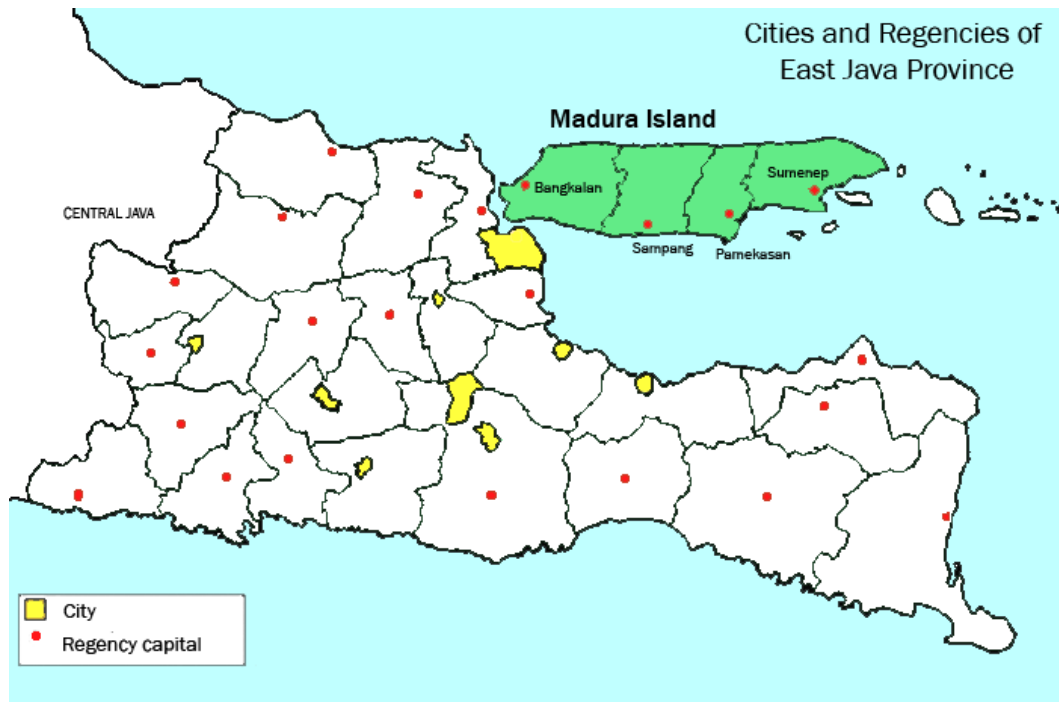 Cities and Regencies of
East Java Province
Madura Island
Sumenep
Bangkalan
CENTRAL JAVA
Sampang
Pamekasan
City
Regency capital